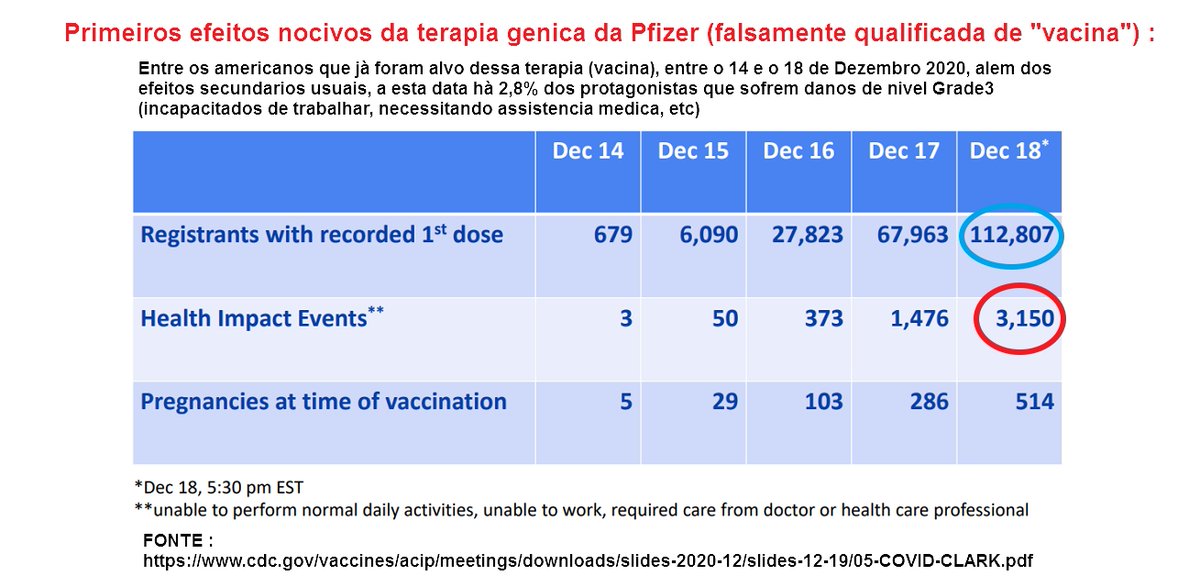 Primeiros efeitos nocivos da terapia genica da Pfizer (falsamente qualificada de "vacina") :
Entre os americanos que jà foram alvo dessa terapia (vacina), entre o 14 e o 18 de Dezembro 2020, alem dos
efeitos secundarios usuais, a esta data hà 2,8% dos protagonistas que sofrem danos de nivel Grade3
(incapacitados de trabalhar, necessitando assistencia medica, etc)
Dec 14 Dec 15 Dec 16 Dec 17 Dec 18*
Registrants with recorded 1st dose 679 6,090 27,823 67,963 112,807
Health Impact Events** 3 50 373 1,476 3,150
Pregnancies at time of vaccination 5 29 103 286 514
*Dec 18, 5:30 pm EST
**unable to perform normal daily activities, unable to work, required care from doctor or health care professional
FONTE :
https://www.cdc.gov/vaccines/acip/meetings/downloads/slides-2020-12/slides-12-19/05-COVID-CLARK.pdf